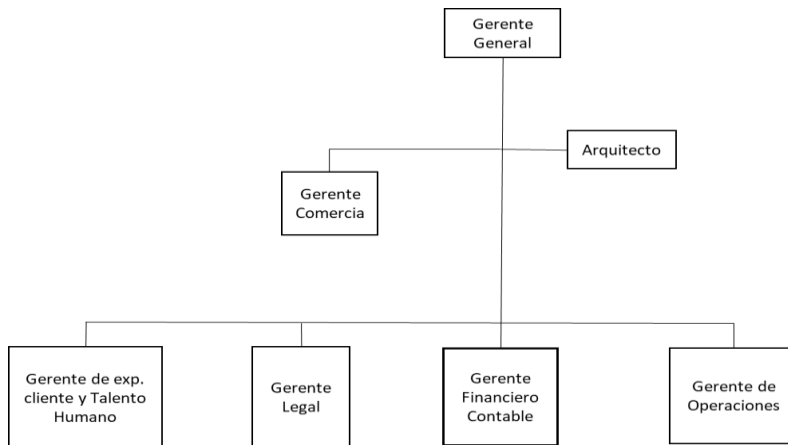 Gerente
General
Arquitecto
Gerente
Comercia
Gerente de exp.
cliente y Talento
Humano
Gerente
Legal
Gerente
Financiero
Contable
Gerente de
Operaciones